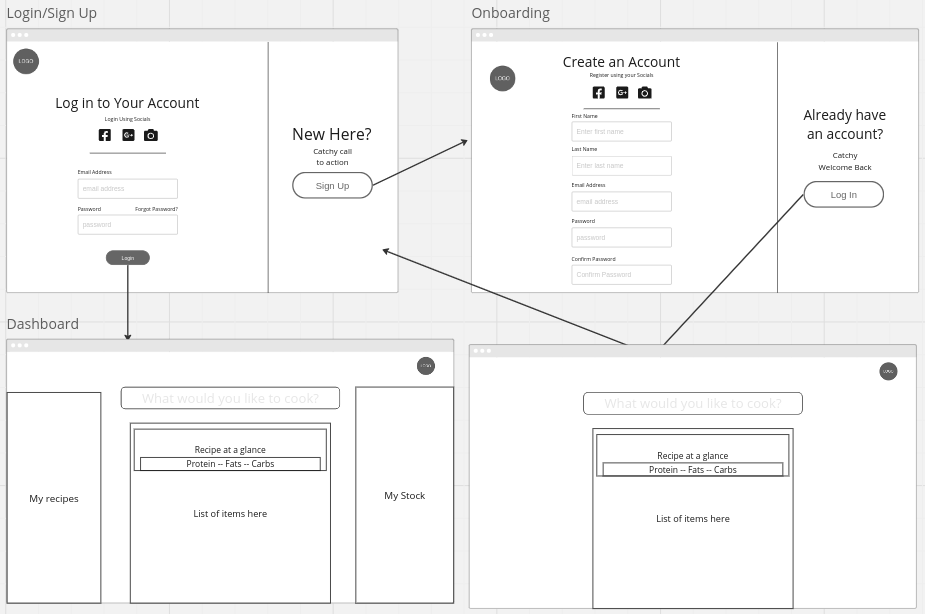 Login/Sign Up
LOGO
Log in to Your Account
Login Using Socials
Email Address
email address
Password Forgot Password?
password
Login
New Here?
Catchy call
to action
Sign Up
Onboarding
LOGO
Create an Account
Register using your Socials
G+
First Name
Enter first name
Last Name
Enter last name
Email Address
email address
Password
password
Confirm Password
Confirm Password
Already have
an account?
Catchy
Welcome Back
Log In
Dashboard
LOGO
What would you like to cook?
My recipes
Recipe at a glance
Protein -- Fats -- Carbs
List of items here
My Stock
LOGO
What would you like to cook?
Recipe at a glance
Protein -- Fats -- Carbs
List of items here